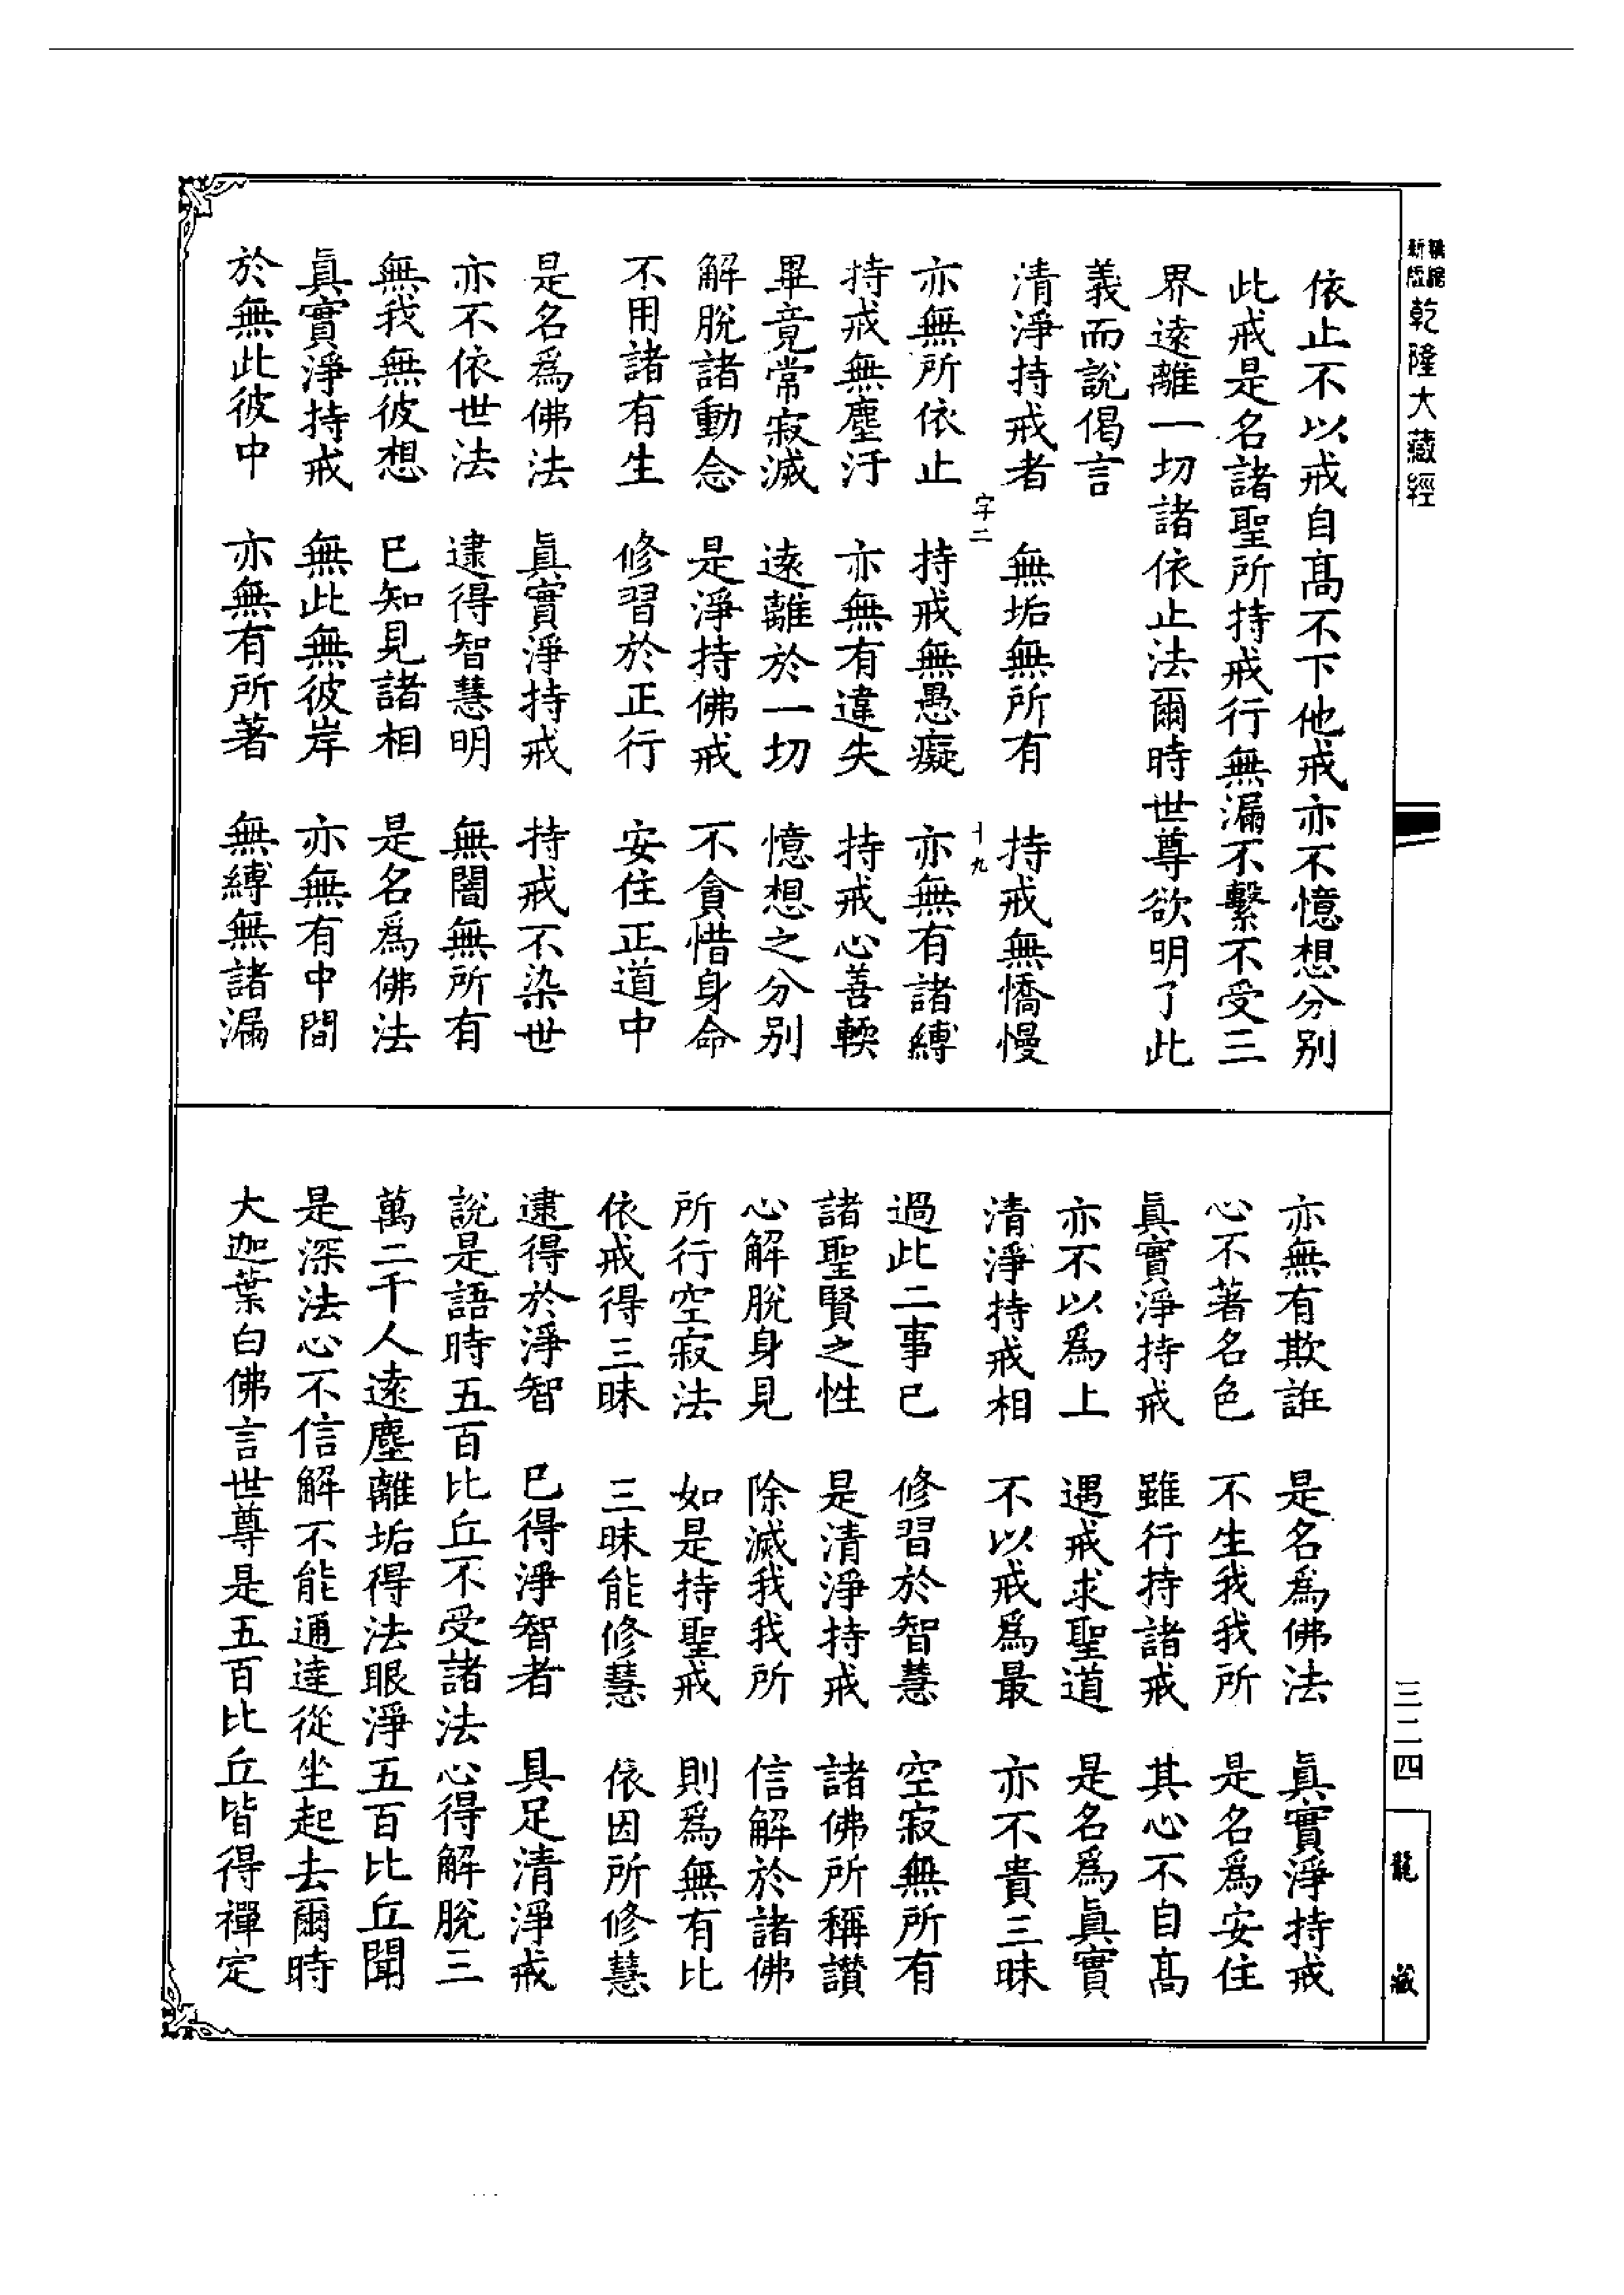 乾隆大藏經
依止不以戒自高不下他戒亦不憶想分别
此戒是名諸聖所持戒行無漏不繫不受三
界遠離一切諸依止法爾時世尊欲明了此
義而說偈言
清淨持戒者　無垢無所有　持戒無憍慢
字二　十九
亦無所依止　持戒無愚癡　亦無有諸縛
持戒無塵汙　亦無有違失　持戒心善輭
畢竟常寂滅　遠離於一切　憶想之分别
解脫諸動念　是淨持佛戒　不貪惜身命
不用諸有生　修習於正行　安住正道中
是名爲佛法　眞實淨持戒　持戒不染世
亦不依世法　逮得智慧明　無闇無所有
無我無彼想　已知見諸相　是名爲佛法
眞實淨持戒　無此無彼岸　亦無有中間
於無此彼中　亦無有所著　無縛無諸漏
亦無有欺誑　是名爲佛法　眞實淨持戒
心不著名色　不生我我所　是名爲安住
眞實淨持戒　雖行持諸戒　其心不自高
亦不以爲上　遇戒求聖道　是名爲眞實
清淨持戒相　不以戒爲最　亦不貴三昧
過此二事已　修習於智慧　空寂無所有
諸聖賢之性　是清淨持戒　諸佛所稱讃
心解脫身見　除滅我我所　信解於諸佛
所行空寂法　如是持聖戒　則爲無有比
依戒得三昧　三昧能修慧　依因所修慧
逮得於淨智　已得淨智者　具足清淨戒
說是語時五百比丘不受諸法心得解脫三
萬二千人遠塵離垢得法眼淨五百比丘聞
是深法心不信解不能通達從坐起去爾時
大迦葉白佛言世尊是五百比丘皆得禪定
三二四
龍藏